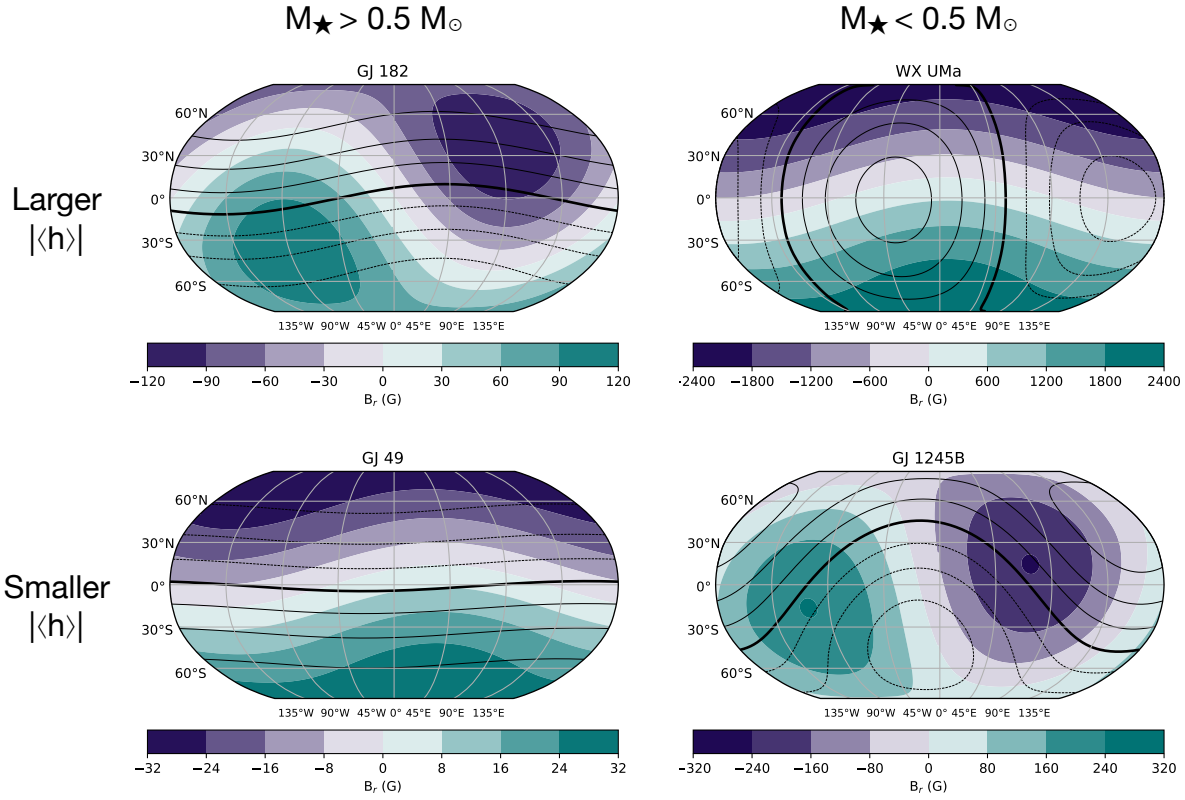 M★ > 0.5 M⊙
M★ < 0.5 M⊙
Larger
|⟨h⟩|
GJ 182
60°N
30°N
0°
30°S
60°S
135°W 90°W 45°W 0° 45°E 90°E 135°E
−120 −90 −60 −30 0 30 60 90 120
B_r (G)
WX UMa
60°N
30°N
0°
30°S
60°S
135°W 90°W 45°W 0° 45°E 90°E 135°E
−2400 −1800 −1200 −600 0 600 1200 1800 2400
B_r (G)
Smaller
|⟨h⟩|
GJ 49
60°N
30°N
0°
30°S
60°S
135°W 90°W 45°W 0° 45°E 90°E 135°E
−32 −24 −16 −8 0 8 16 24 32
B_r (G)
GJ 1245B
60°N
30°N
0°
30°S
60°S
135°W 90°W 45°W 0° 45°E 90°E 135°E
−320 −240 −160 −80 0 80 160 240 320
B_r (G)